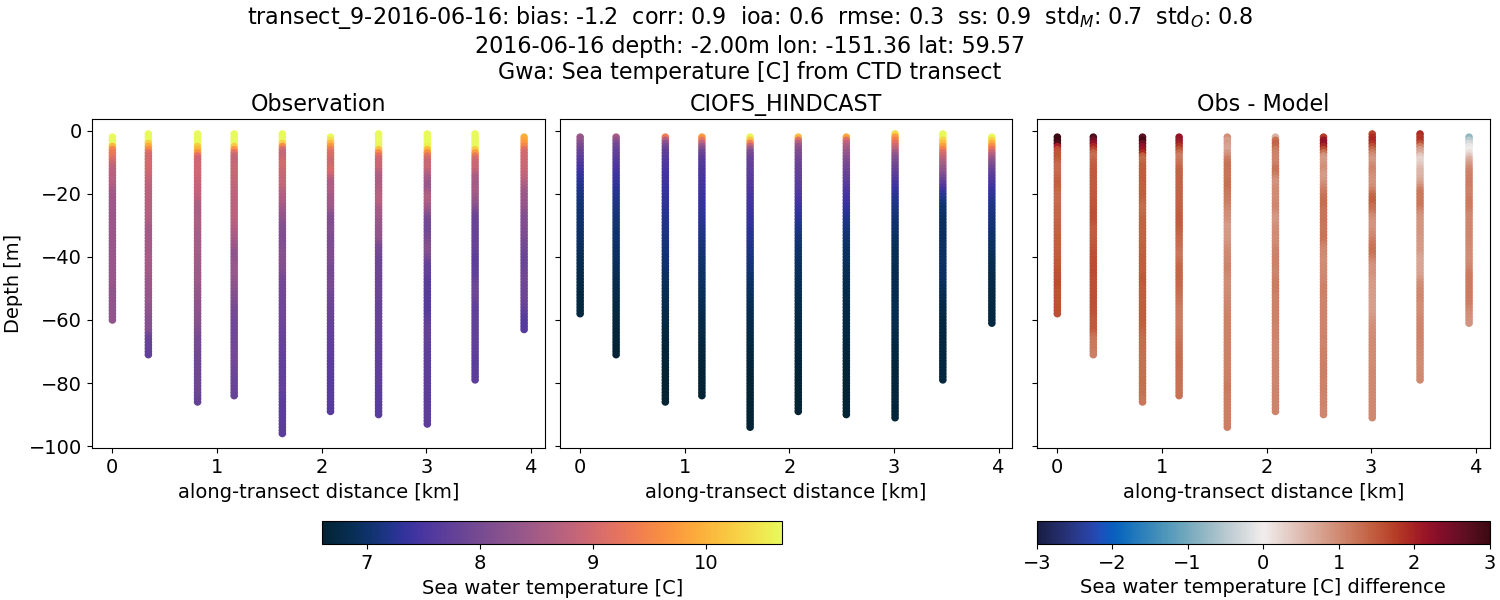 transect_9-2016-06-16: bias: -1.2 corr: 0.9 ioa: 0.6 rmse: 0.3 ss: 0.9 std_M: 0.7 std_O: 0.8
2016-06-16 depth: -2.00m lon: -151.36 lat: 59.57
Gwa: Sea temperature [C] from CTD transect
Observation CIOFS_HINDCAST Obs - Model
Depth [m]
0
−20
−40
−60
−80
−100
0 1 2 3 4 0 1 2 3 4 0 1 2 3 4
along-transect distance [km] along-transect distance [km] along-transect distance [km]
7 8 9 10 −3 −2 −1 0 1 2 3
Sea water temperature [C] Sea water temperature [C] difference